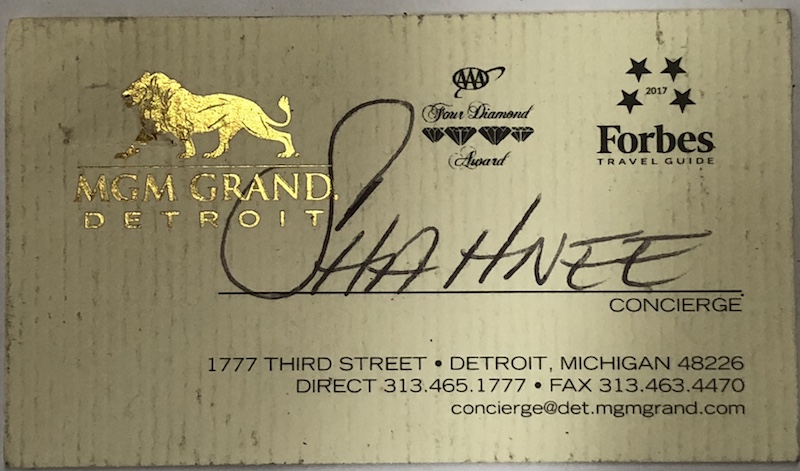 MGM GRAND.
DETROIT
AAA
Four Diamond
Award
2017
Forbes
TRAVEL GUIDE
SHAHNEE
CONCIERGE
1777 THIRD STREET • DETROIT, MICHIGAN 48226
DIRECT 313.465.1777 • FAX 313.463.4470
concierge@det.mgmgrand.com